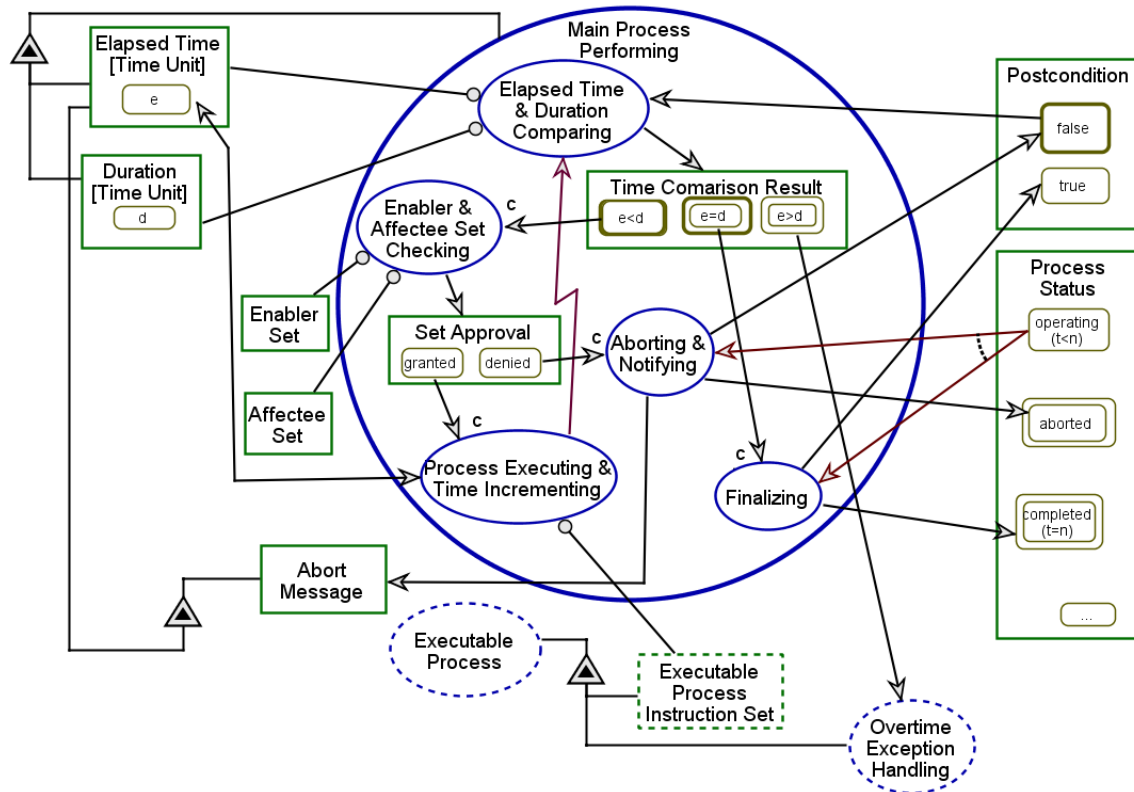 Main Process
Performing
Elapsed Time
[Time Unit]
e
Elapsed Time
& Duration
Comparing
Postcondition
false
true
Duration
[Time Unit]
d
Time Comarison Result
e<d
e=d
e>d
c
Enabler &
Affectee Set
Checking
Process
Status
operating
(t<n)
Enabler
Set
Set Approval
granted
denied
c
Aborting &
Notifying
Affectee
Set
aborted
c
Process Executing &
Time Incrementing
c
Finalizing
completed
(t=n)
Abort
Message
...
Executable
Process
Executable
Process
Instruction Set
Overtime
Exception
Handling